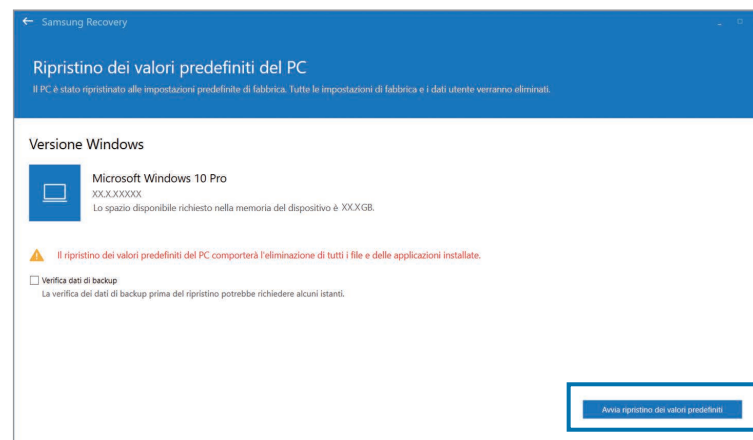 Samsung Recovery
Ripristino dei valori predefiniti del PC
Il PC è stato ripristinato alle impostazioni predefinite di fabbrica. Tutte le impostazioni di fabbrica e i dati utente verranno eliminati.
Versione Windows
Microsoft Windows 10 Pro
XX.X.XXXXX
Lo spazio disponibile richiesto nella memoria del dispositivo è XX.XGB.
Il ripristino dei valori predefiniti del PC comporterà l'eliminazione di tutti i file e delle applicazioni installate.
Verifica dati di backup
La verifica dei dati di backup prima del ripristino potrebbe richiedere alcuni istanti.
Avvia ripristino dei valori predefiniti